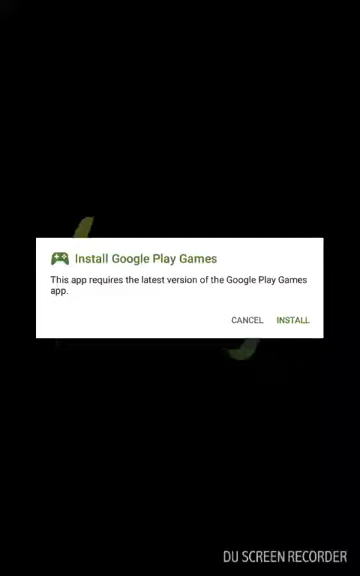 Install Google Play Games
This app requires the latest version of the Google Play Games
app.
CANCEL INSTALL
DU SCREEN RECORDER